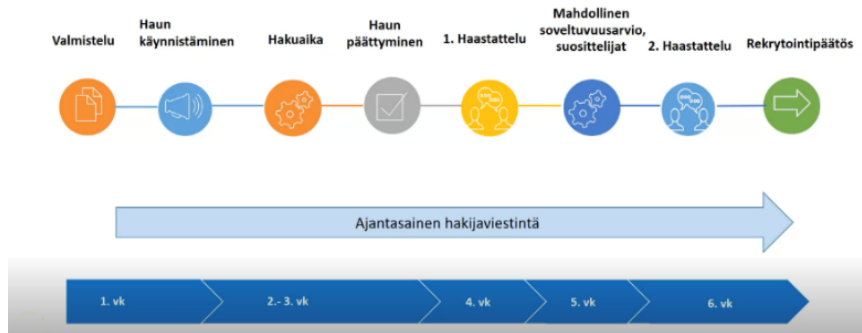 Valmistelu
Haun
käynnistäminen
Hakuaika
Haun
päättyminen
1. Haastattelu
Mahdollinen
soveltuvuusarvio,
suosittelijat
2. Haastattelu
Rekrytointipäätös
Ajantasainen hakijaviestintä
1. vk
2.- 3. vk
4. vk
5. vk
6. vk